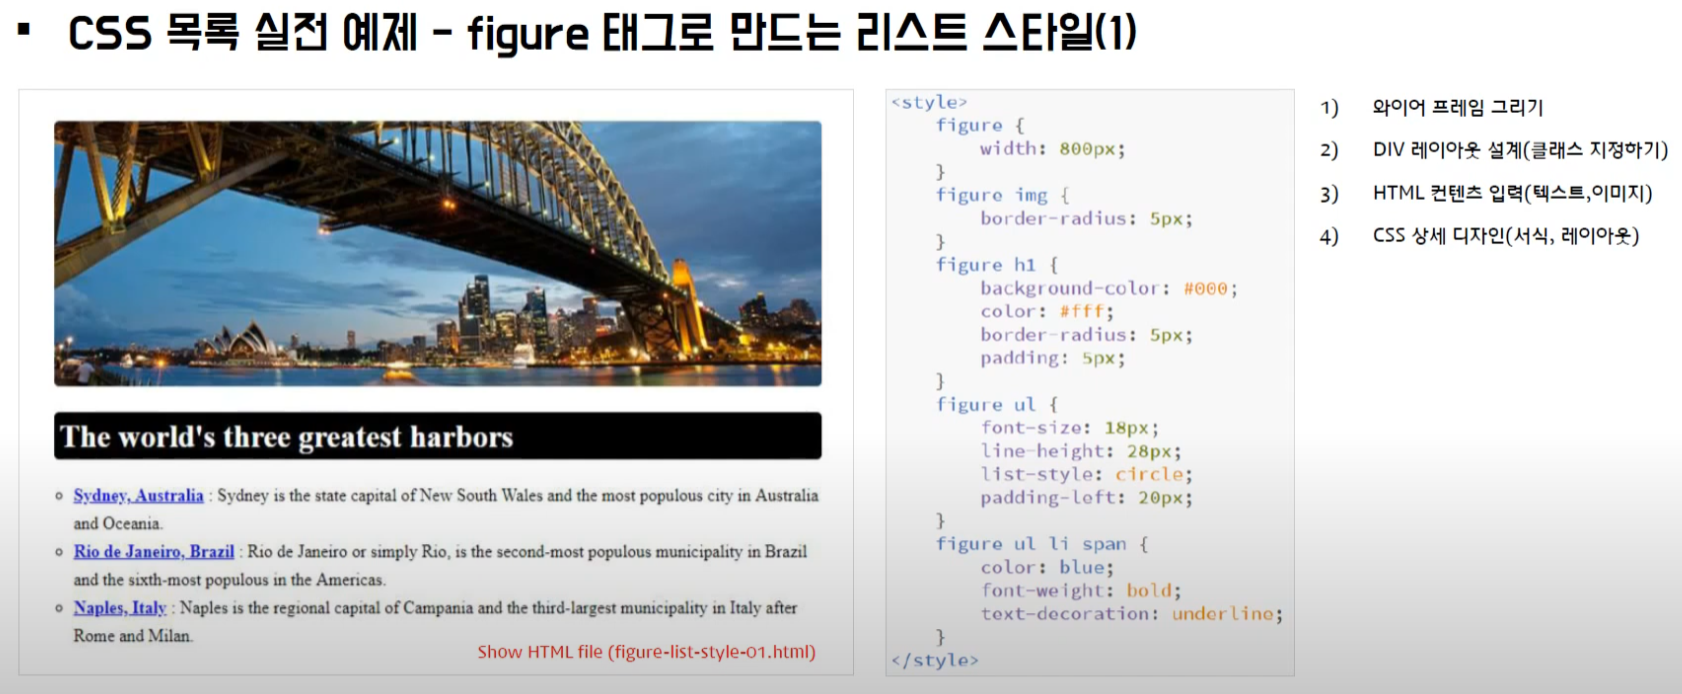 ▪ CSS 목록 실전 예제 - figure 태그로 만드는 리스트 스타일(1)
The world's three greatest harbors
Sydney, Australia : Sydney is the state capital of New South Wales and the most populous city in Australia
and Oceania.
Rio de Janeiro, Brazil : Rio de Janeiro or simply Rio, is the second-most populous municipality in Brazil
and the sixth-most populous in the Americas.
Naples, Italy : Naples is the regional capital of Campania and the third-largest municipality in Italy after
Rome and Milan.
Show HTML file (figure-list-style-01.html)
<style>
figure {
width: 800px;
}
figure img {
border-radius: 5px;
}
figure h1 {
background-color: #000;
color: #fff;
border-radius: 5px;
padding: 5px;
}
figure ul {
font-size: 18px;
line-height: 28px;
list-style: circle;
padding-left: 20px;
}
figure ul li span {
color: blue;
font-weight: bold;
text-decoration: underline;
}
</style>
1) 와이어 프레임 그리기
2) DIV 레이아웃 설계(클래스 지정하기)
3) HTML 컨텐츠 입력(텍스트,이미지)
4) CSS 상세 디자인(서식, 레이아웃)